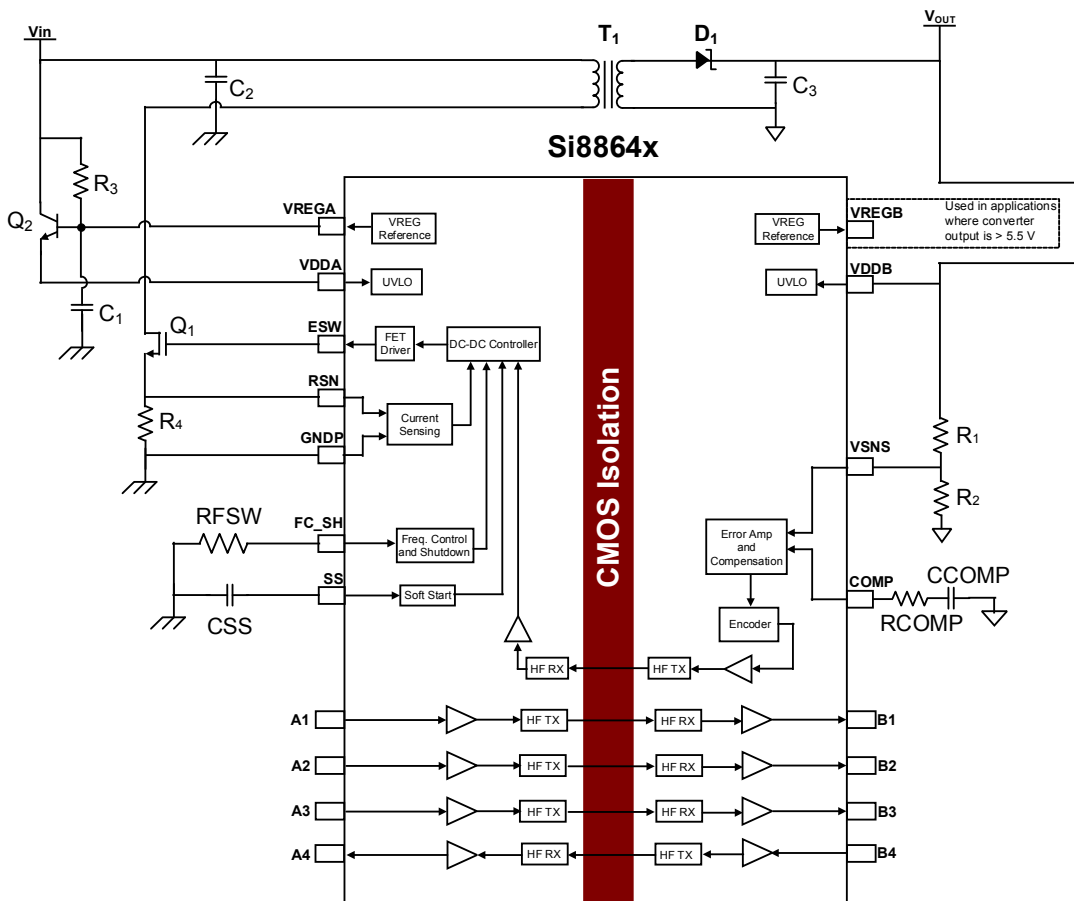 Vin
T1
D1
VOUT
C2
C3
Si8864x
R3
Q2
VREGA
VREG
Reference
VREG
Reference
VREGB
Used in applications
where converter
output is > 5.5 V
VDDA
UVLO
UVLO
VDDB
C1
Q1
ESW
FET
Driver
DC-DC Controller
RSN
R4
Current
Sensing
GNDP
CMOS Isolation
R1
VSNS
R2
RFSW
FC_SH
Freq. Control
and Shutdown
Error Amp
and
Compensation
SS
Soft Start
CSS
COMP
CCOMP
RCOMP
Encoder
HF RX
HF TX
A1
HF TX
HF RX
B1
A2
HF TX
HF RX
B2
A3
HF TX
HF RX
B3
A4
HF RX
HF TX
B4